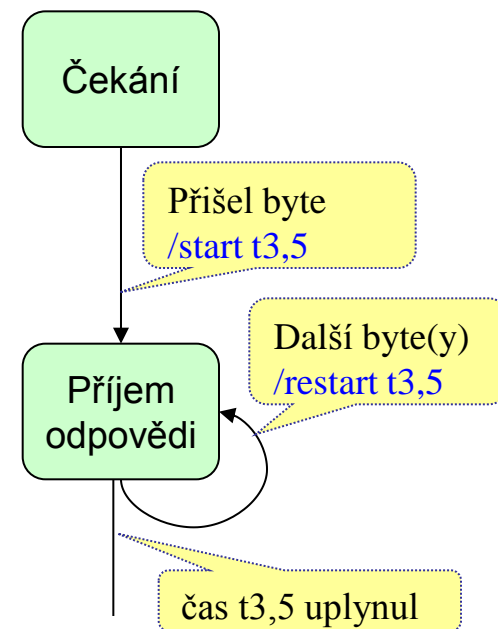 Čekání
Přišel byte
/start t3,5
Další byte(y)
/restart t3,5
Příjem
odpovědi
čas t3,5 uplynul